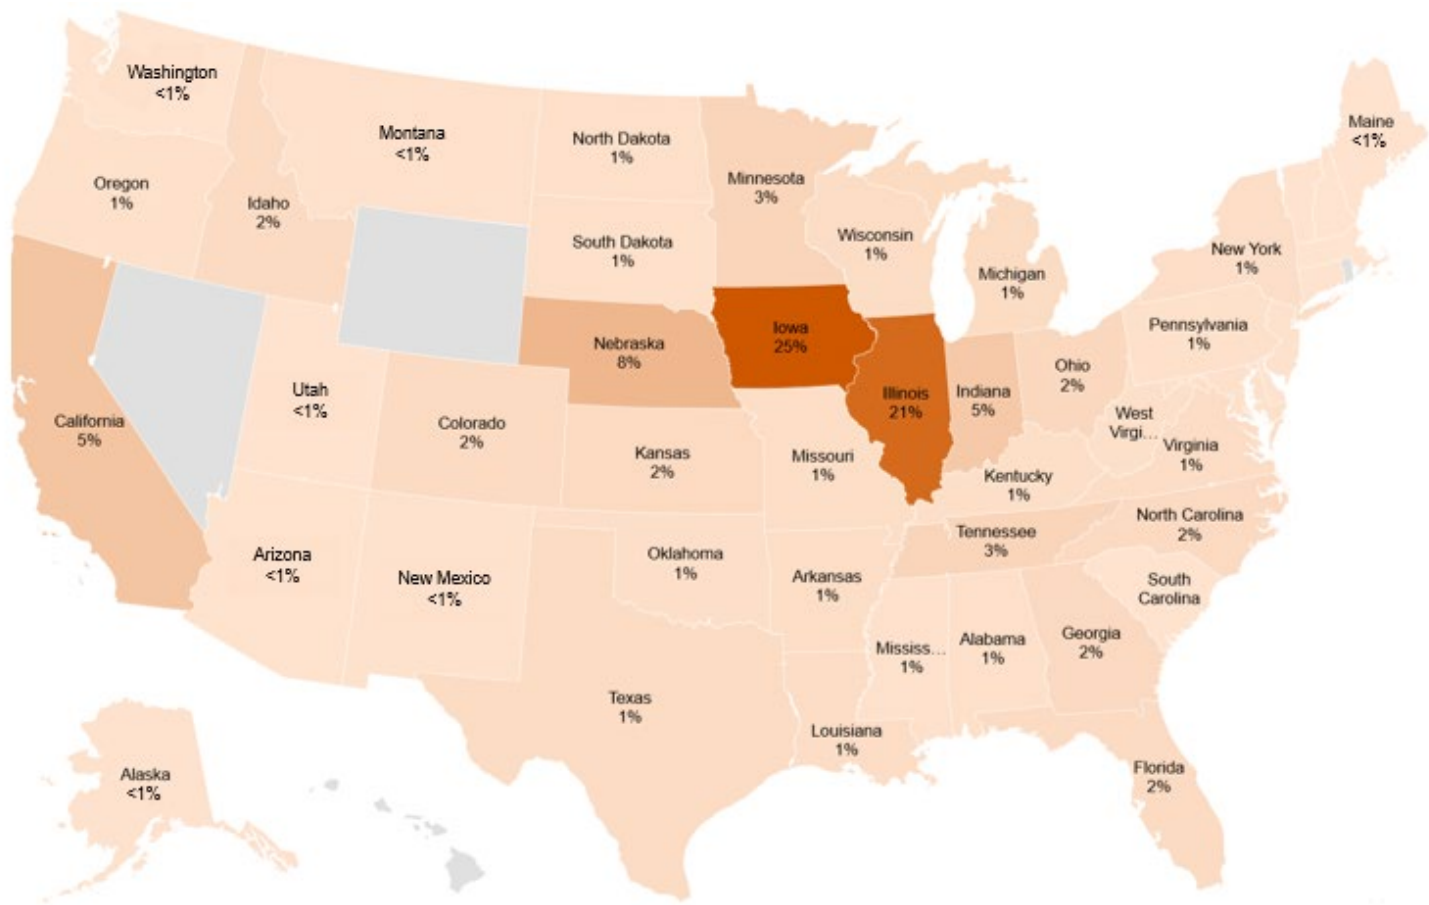 Washington
<1%
Montana
<1%
North Dakota
1%
Minnesota
3%
Maine
<1%
Oregon
1%
Idaho
2%
South Dakota
1%
Wisconsin
1%
Michigan
1%
New York
1%
Nebraska
8%
Iowa
25%
Illinois
21%
Indiana
5%
Ohio
2%
Pennsylvania
1%
California
5%
Utah
<1%
Colorado
2%
Kansas
2%
Missouri
1%
Kentucky
1%
West
Virgi...
Virginia
1%
Arizona
<1%
New Mexico
<1%
Oklahoma
1%
Arkansas
1%
Tennessee
3%
North Carolina
2%
South
Carolina
Texas
1%
Louisiana
1%
Mississ...
1%
Alabama
1%
Georgia
2%
Florida
2%
Alaska
<1%